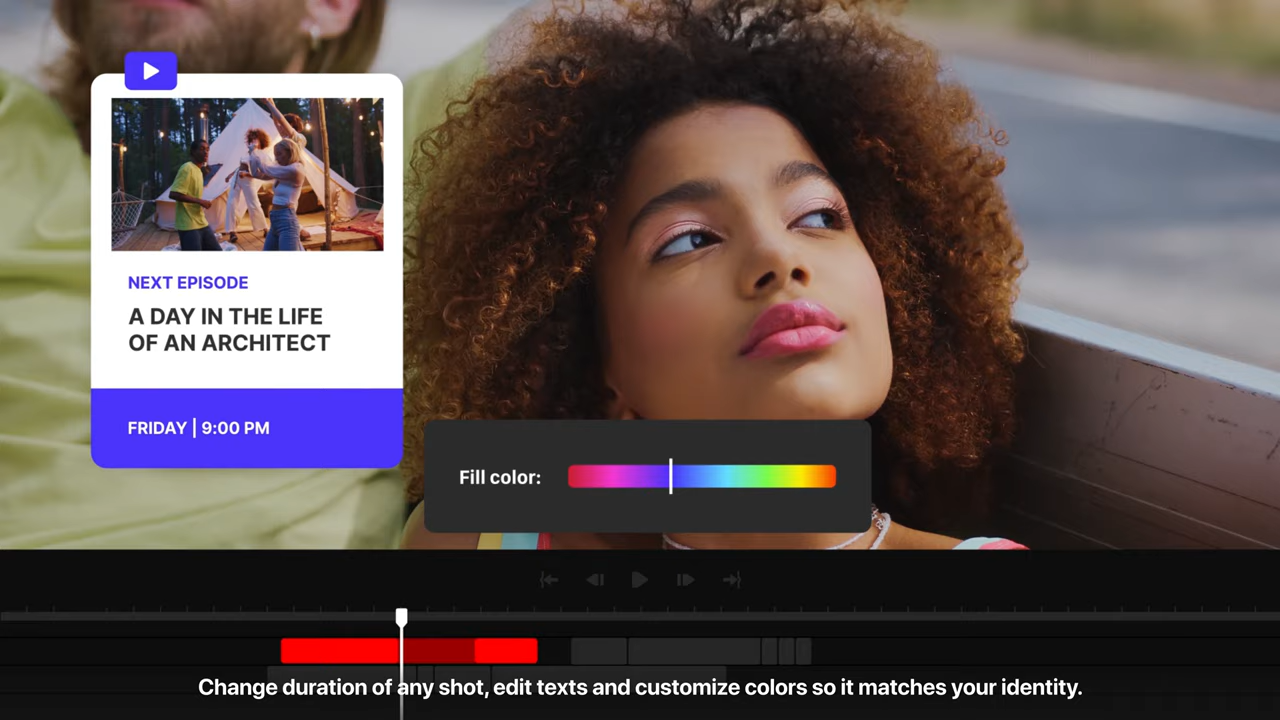 NEXT EPISODE
A DAY IN THE LIFE
OF AN ARCHITECT
FRIDAY | 9:00 PM
Fill color:
Change duration of any shot, edit texts and customize colors so it matches your identity.